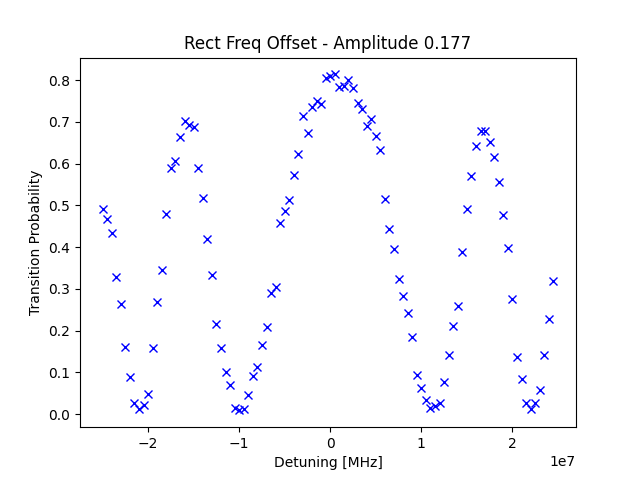 Rect Freq Offset - Amplitude 0.177
Transition Probability
0.8
0.7
0.6
0.5
0.4
0.3
0.2
0.1
0.0
−2 −1 0 1 2
1e7
Detuning [MHz]